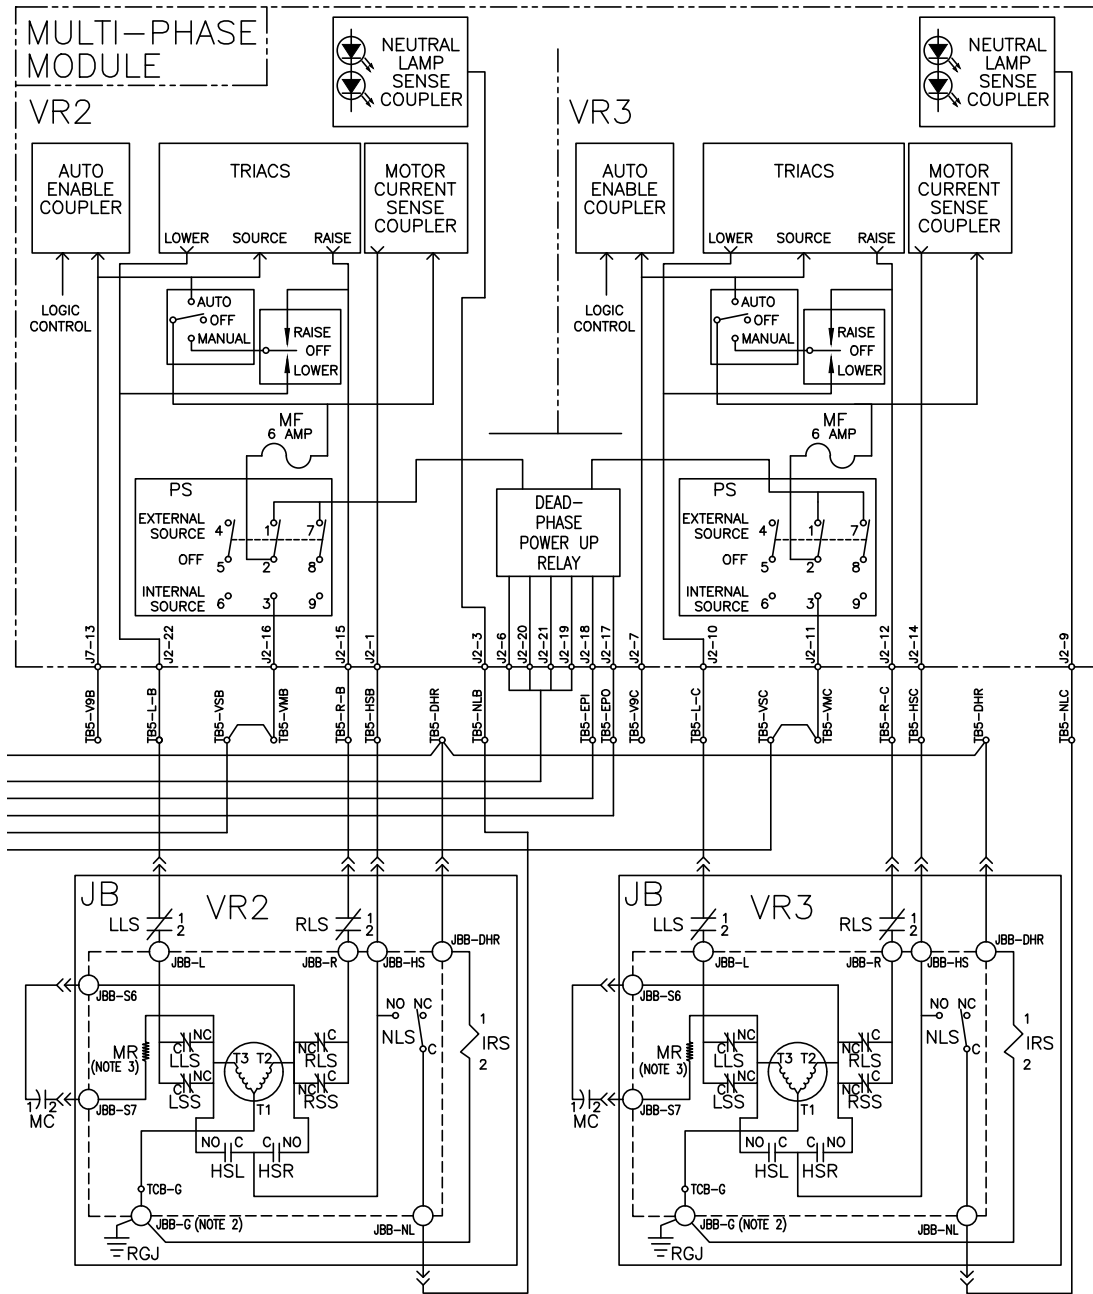 MULTI-PHASE
MODULE
NEUTRAL
LAMP
SENSE
COUPLER
NEUTRAL
LAMP
SENSE
COUPLER
VR2
VR3
AUTO
ENABLE
COUPLER
TRIACS
LOWER
SOURCE
RAISE
MOTOR
CURRENT
SENSE
COUPLER
AUTO
ENABLE
COUPLER
TRIACS
LOWER
SOURCE
RAISE
MOTOR
CURRENT
SENSE
COUPLER
LOGIC
CONTROL
AUTO
OFF
MANUAL
RAISE
OFF
LOWER
LOGIC
CONTROL
AUTO
OFF
MANUAL
RAISE
OFF
LOWER
MF
6 AMP
MF
6 AMP
PS
EXTERNAL
SOURCE
OFF
INTERNAL
SOURCE
4
1
7
5
2
8
6
3
9
DEAD-
PHASE
POWER UP
RELAY
PS
EXTERNAL
SOURCE
OFF
INTERNAL
SOURCE
4
1
7
5
2
8
6
3
9
J7-13
J2-22
J2-16
J2-15
J2-1
J2-3
J2-6
J2-20
J2-21
J2-19
J2-18
J2-17
J2-7
J2-10
J2-11
J2-12
J2-14
J2-9
TB5-V9B
TB5-L-B
TB5-VSB
TB5-VMB
TB5-R-B
TB5-HSB
TB5-DHR
TB5-NLB
TB5-EPI
TB5-EPO
TB5-V9C
TB5-L-C
TB5-VSC
TB5-VMC
TB5-R-C
TB5-HSC
TB5-DHR
TB5-NLC
JB
VR2
LLS
1
2
RLS
1
2
JBB-DHR
JBB-L
JBB-R
JBB-HS
JBB-S6
NO
NC
NLS
C
1
IRS
2
MR
(NOTE 3)
C
NC
LLS
C
NC
LSS
T3
T2
T1
NC
C
RLS
NC
C
RSS
1
2
MC
JBB-S7
NO
C
HSL
C
NO
HSR
TCB-G
JBB-G (NOTE 2)
JBB-NL
RGJ
JB
VR3
LLS
1
2
RLS
1
2
JBB-DHR
JBB-L
JBB-R
JBB-HS
JBB-S6
NO
NC
NLS
C
1
IRS
2
MR
(NOTE 3)
C
NC
LLS
C
NC
LSS
T3
T2
T1
NC
C
RLS
NC
C
RSS
1
2
MC
JBB-S7
NO
C
HSL
C
NO
HSR
TCB-G
JBB-G (NOTE 2)
JBB-NL
RGJ